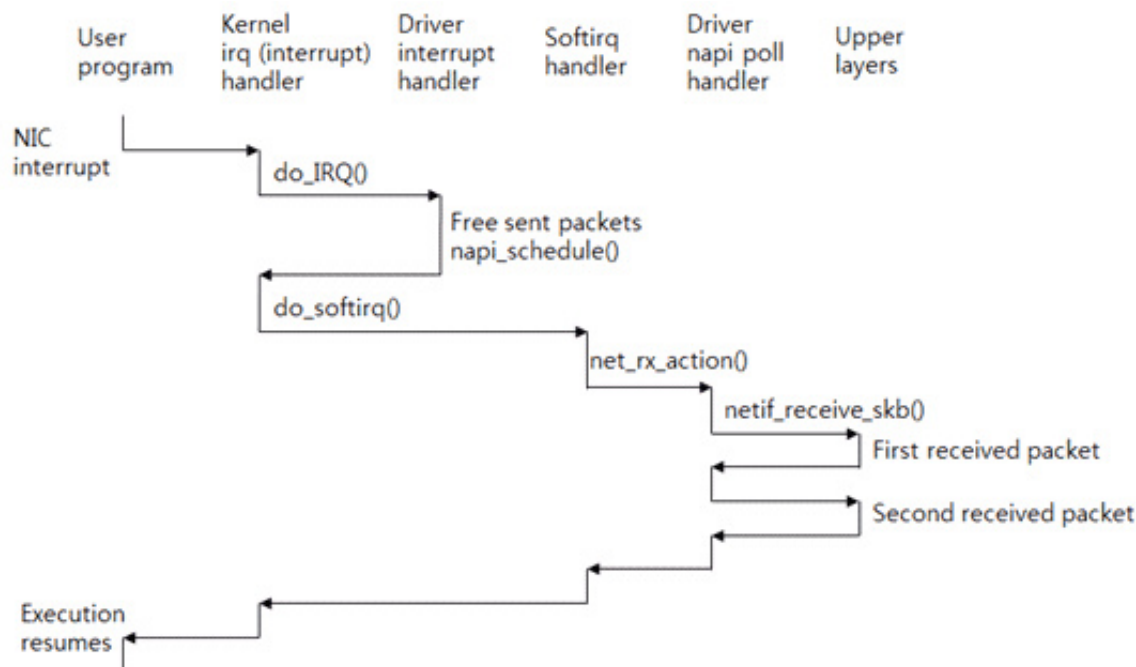 User
program
Kernel
irq (interrupt)
handler
Driver
interrupt
handler
Softirq
handler
Driver
napi poll
handler
Upper
layers
NIC
interrupt
do_IRQ()
Free sent packets
napi_schedule()
do_softirq()
net_rx_action()
netif_receive_skb()
First received packet
Second received packet
Execution
resumes